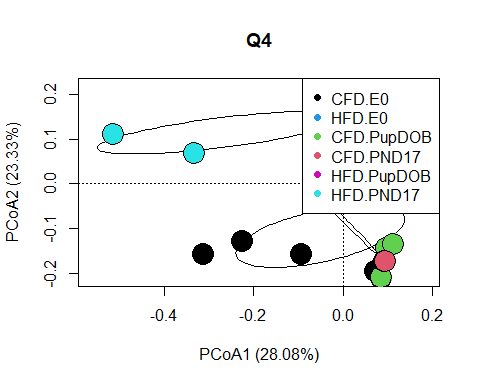 Q4
CFD.E0
HFD.E0
CFD.PupDOB
CFD.PND17
HFD.PupDOB
HFD.PND17
PCoA2 (23.33%)
0.2
0.1
0.0
-0.1
-0.2
-0.4
-0.2
0.0
0.2
PCoA1 (28.08%)